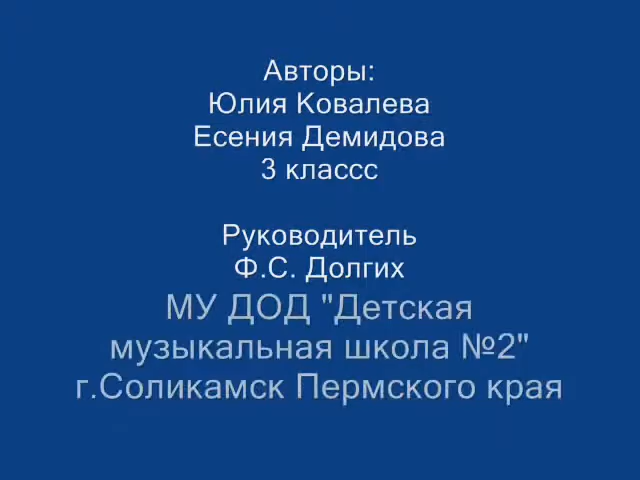 Авторы:
Юлия Ковалева
Есения Демидова
3 классс
Руководитель
Ф.С. Долгих
МУ ДОД "Детская
музыкальная школа №2"
г.Соликамск Пермского края